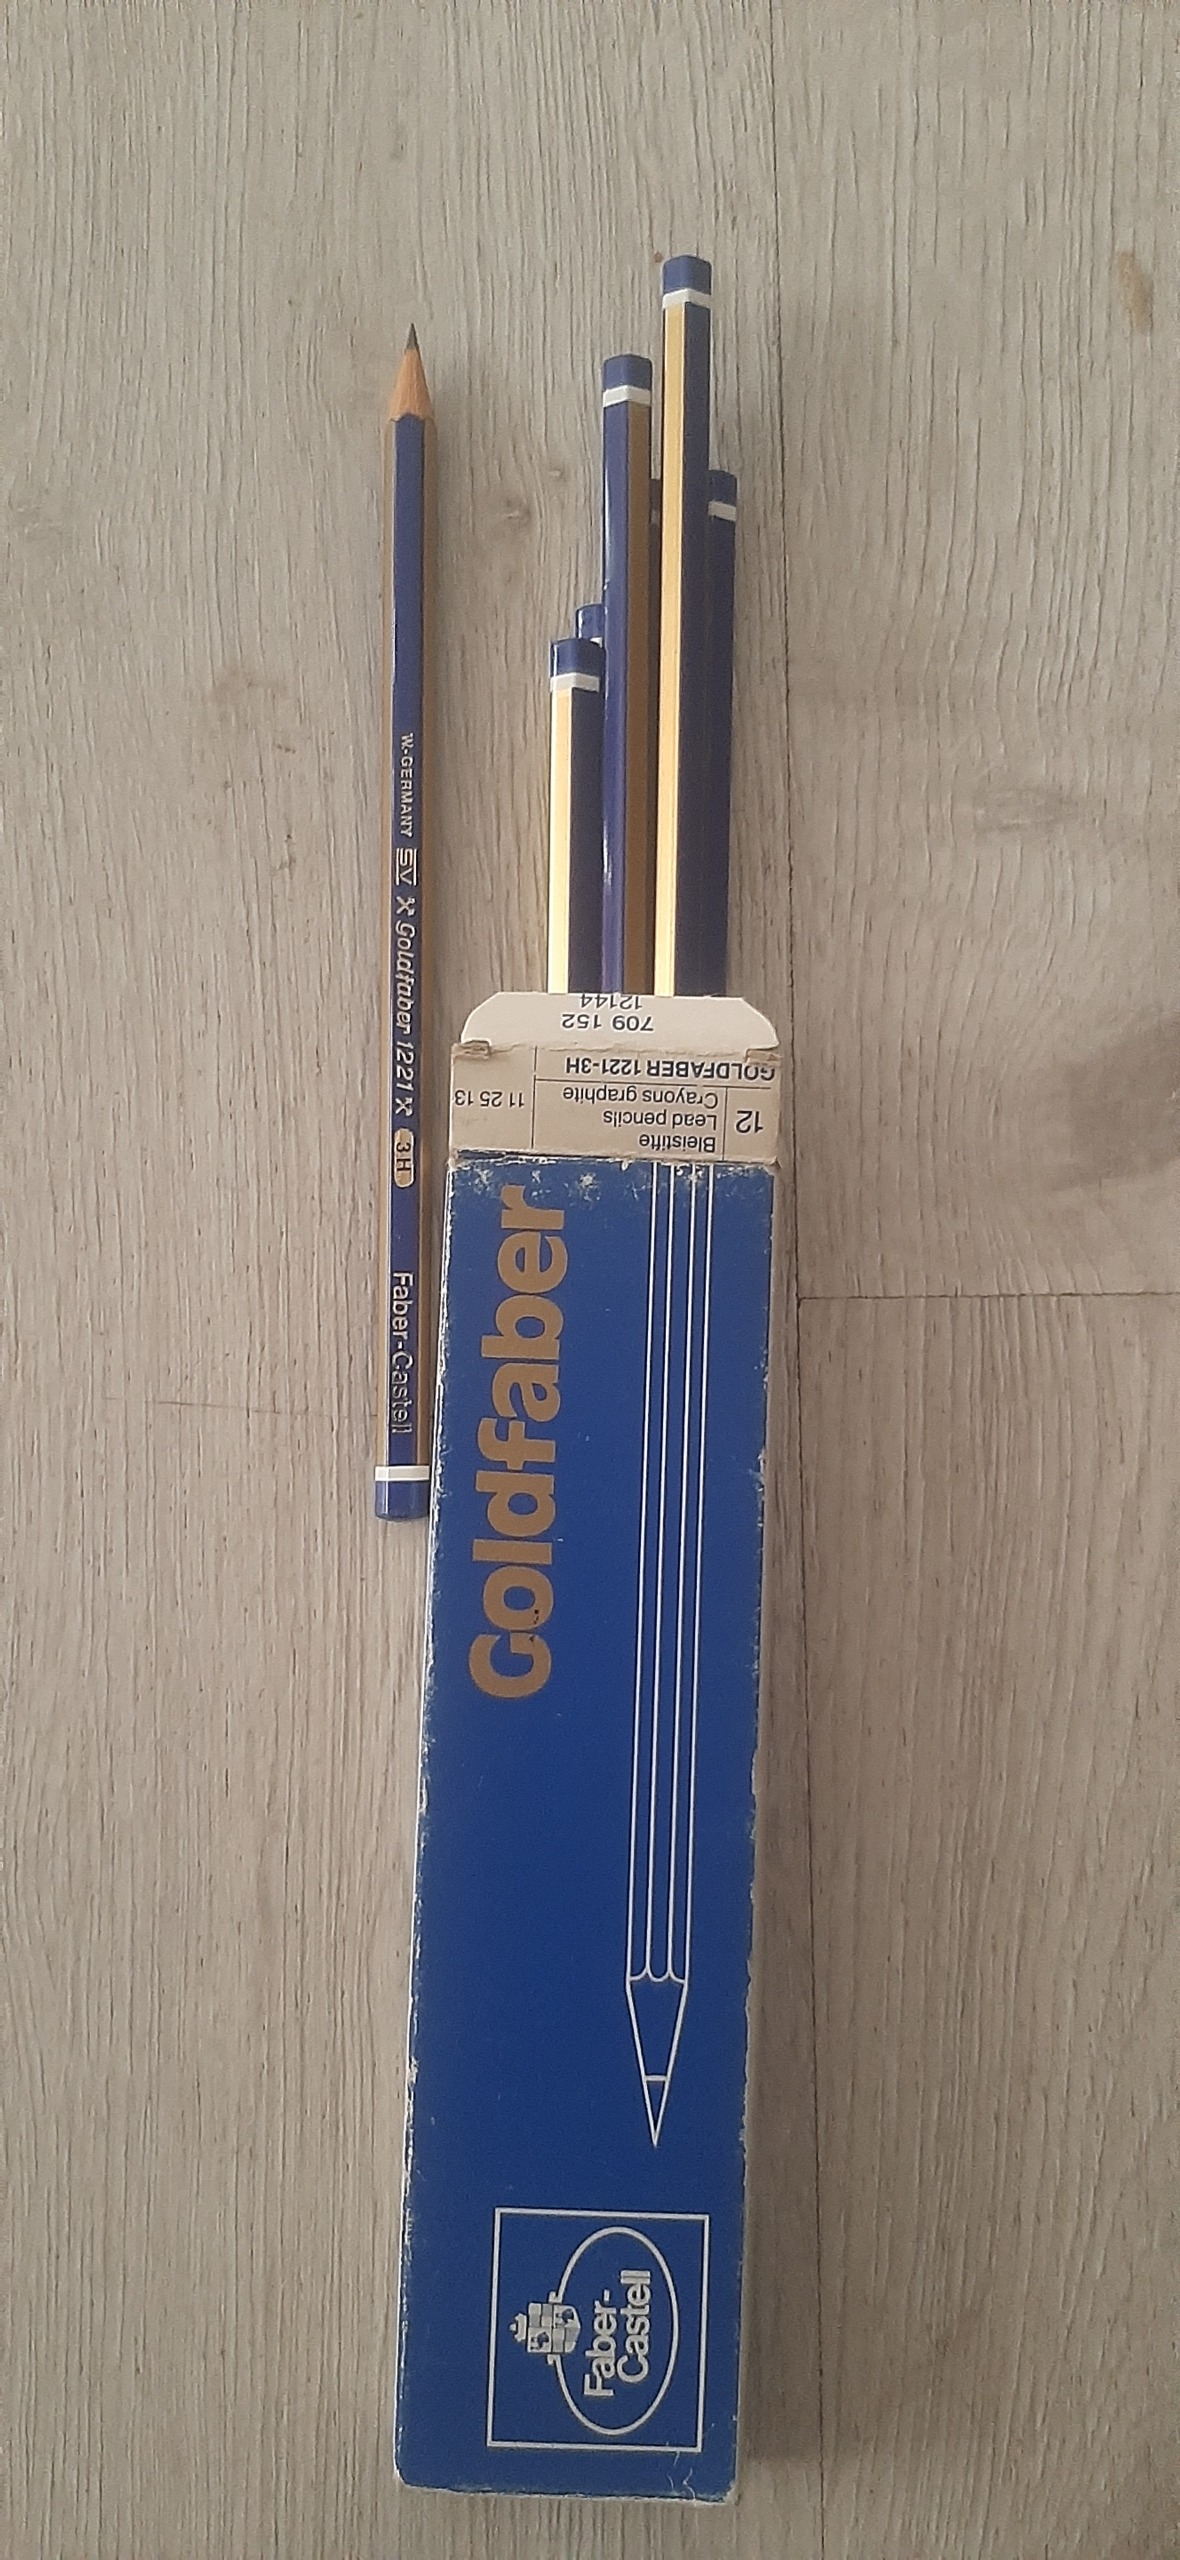 W.-GERMANY SV Goldfaber 1221 3H Faber-Castell
12144
709 152
GOLDFABER 1221-3H
12
Bleistifte
Lead pencils
Crayons graphite
11 25 13
Goldfaber
Faber-
Castell